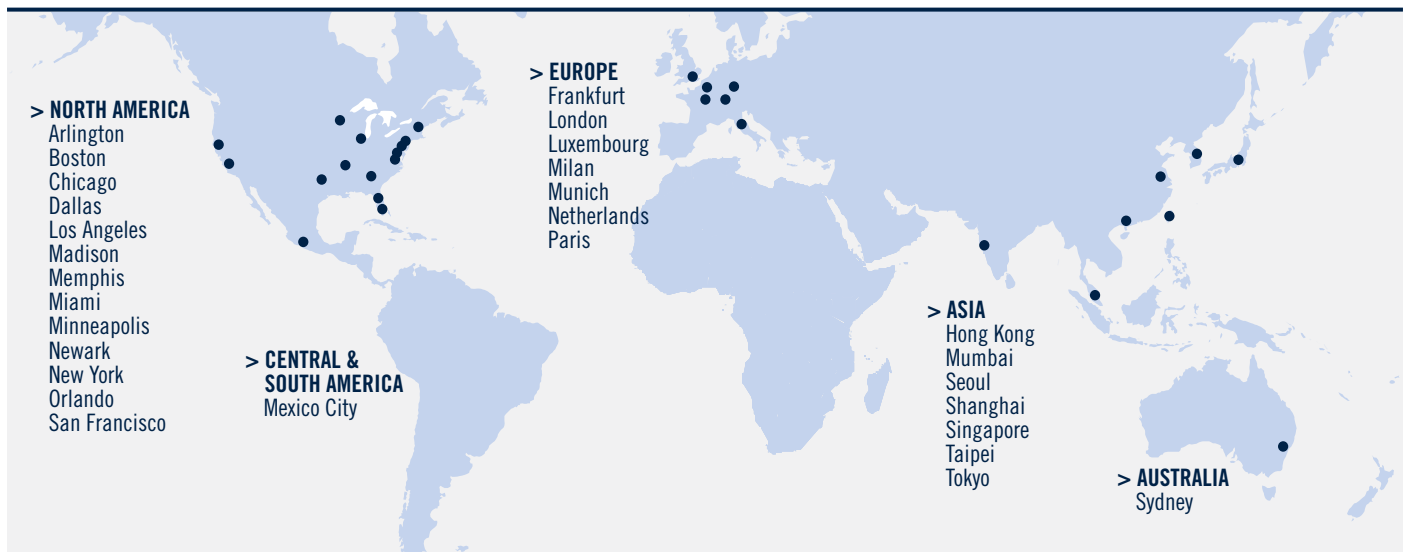 > NORTH AMERICA
Arlington
Boston
Chicago
Dallas
Los Angeles
Madison
Memphis
Miami
Minneapolis
Newark
New York
Orlando
San Francisco
> CENTRAL &
SOUTH AMERICA
Mexico City
> EUROPE
Frankfurt
London
Luxembourg
Milan
Munich
Netherlands
Paris
> ASIA
Hong Kong
Mumbai
Seoul
Shanghai
Singapore
Taipei
Tokyo
> AUSTRALIA
Sydney